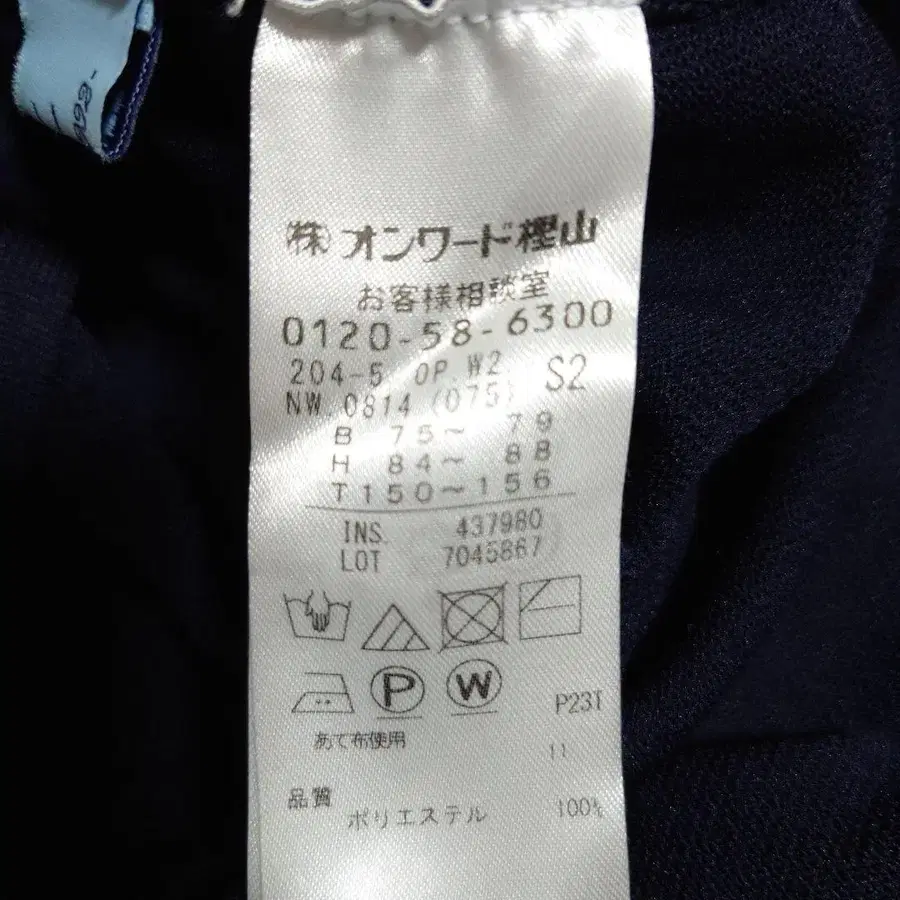 ㈱オンワード樫山
お客様相談室
0120-58-6300
204-5 OP W2 S2
NW 0814 (075)
B 75～ 79
H 84～ 88
T 150～156
INS. 437980
LOT 7045867
P W P23I
あて布使用 11
品質
ポリエステル 100%